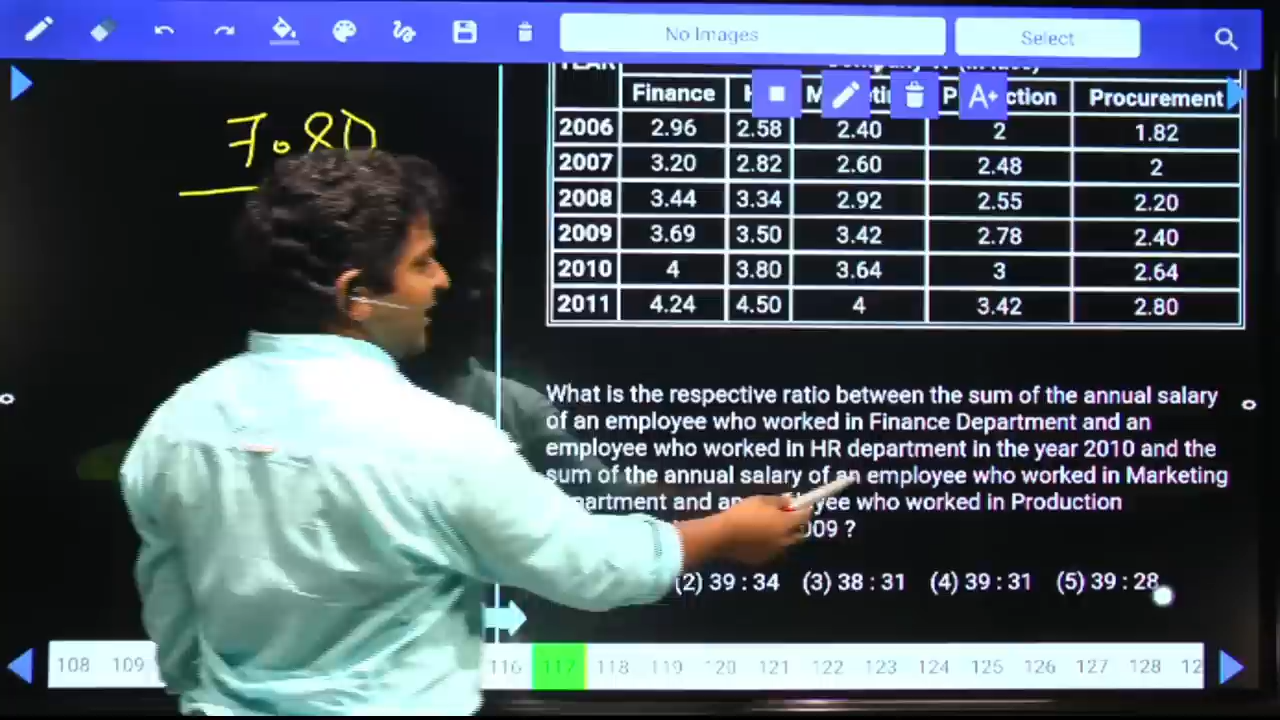 No Images
Select
7.80
YEAR
Finance
Procurement
2006 2.96 2.58 2.40 2 1.82
2007 3.20 2.82 2.60 2.48 2
2008 3.44 3.34 2.92 2.55 2.20
2009 3.69 3.50 3.42 2.78 2.40
2010 4 3.80 3.64 3 2.64
2011 4.24 4.50 4 3.42 2.80
What is the respective ratio between the sum of the annual salary
of an employee who worked in Finance Department and an
employee who worked in HR department in the year 2010 and the
sum of the annual salary of an employee who worked in Marketing
and who worked in Production
?
(2) 39 : 34 (3) 38 : 31 (4) 39 : 31 (5) 39 : 28
108 109 116 117 118 119 120 121 122 123 124 125 126 127 128 12